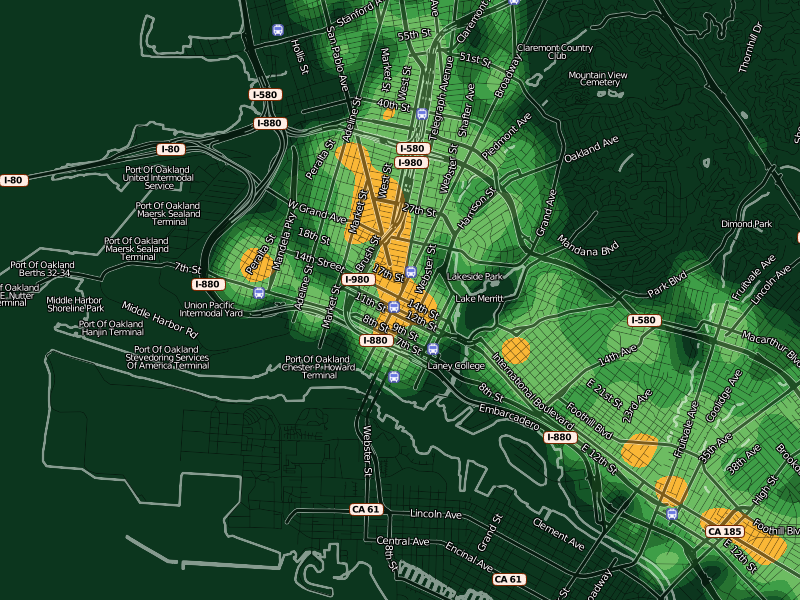 Stanford A
Ave
Claremont
Thornhill Dr
Hollis St
San Pablo Ave
55th St
Market St
West St
51st St
Broadway
Claremont Country
Club
Mountain View
Cemetery
I-580
40th St
Adeline St
Telegraph Avenue
Shafter Ave
I-880
Piedmont Ave
I-80
I-580
I-980
Oakland Ave
Peralta St
Webster St
West St
I-80
Port Of Oakland
United Intermodal
Service
Port Of Oakland
Maersk Sealand
Terminal
W Grand Ave
Market St
27th St
Harrison St
Grand Ave
Dimond Park
Port Of Oakland
Maersk Sealand
Terminal
Mandela Pky
18th St
Brush St
Mandana Blvd
Port Of Oakland
Berths 32-34
7th St
Peralta St
14th Street
17th St
Webster St
Lakeside Park
Park Blvd
Fruitvale Ave
Lincoln Ave
I-880
I-980
Adeline St
Market St
f Oakland
E. Nutter
erminal
Middle Harbor
Shoreline Park
Union Pacific
Intermodal Yard
11th St
14th St
12th St
Lake Merritt
Middle Harbor Rd
Port Of Oakland
Hanjin Terminal
8th St
9th St
7th St
I-880
I-580
Macarthur Blvd
Port Of Oakland
Stevedoring Services
Of America Terminal
Port Of Oakland
Chester P Howard
Terminal
Laney College
14th Ave
International Boulevard
8th St
E 21st St
23rd Ave
Coolidge Ave
Embarcadero
Foothill Blvd
Fruitvale Ave
I-880
E 12th St
35th Ave
38th Ave
Brookd
Webster St
High St
CA 61
Lincoln Ave
Grand St
Clement Ave
CA 185
Foothill Blv
Central Ave
8th St
Encinal Ave
E 12th St
CA 61
St
oadway